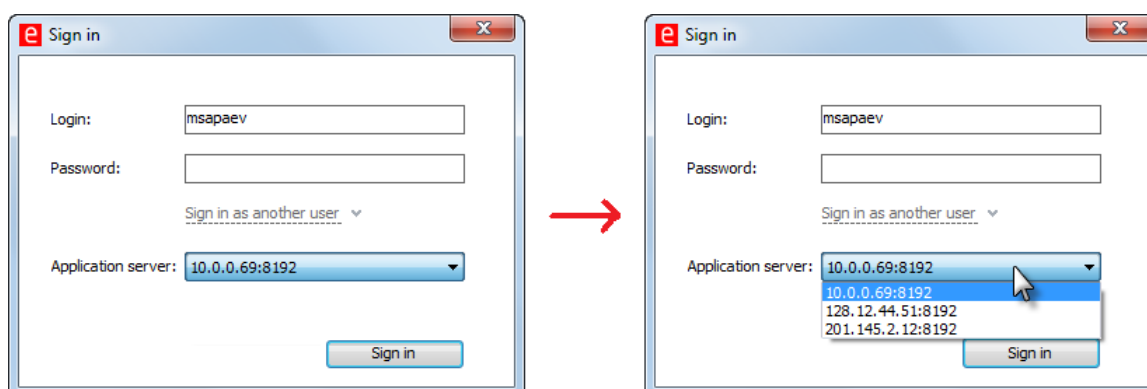 e Sign in
x
Login: msapaev
Password:
Sign in as another user
Application server: 10.0.0.69:8192
Sign in
e Sign in
x
Login: msapaev
Password:
Sign in as another user
Application server: 10.0.0.69:8192
10.0.0.69:8192
128.12.44.51:8192
201.145.2.12:8192
Sign in